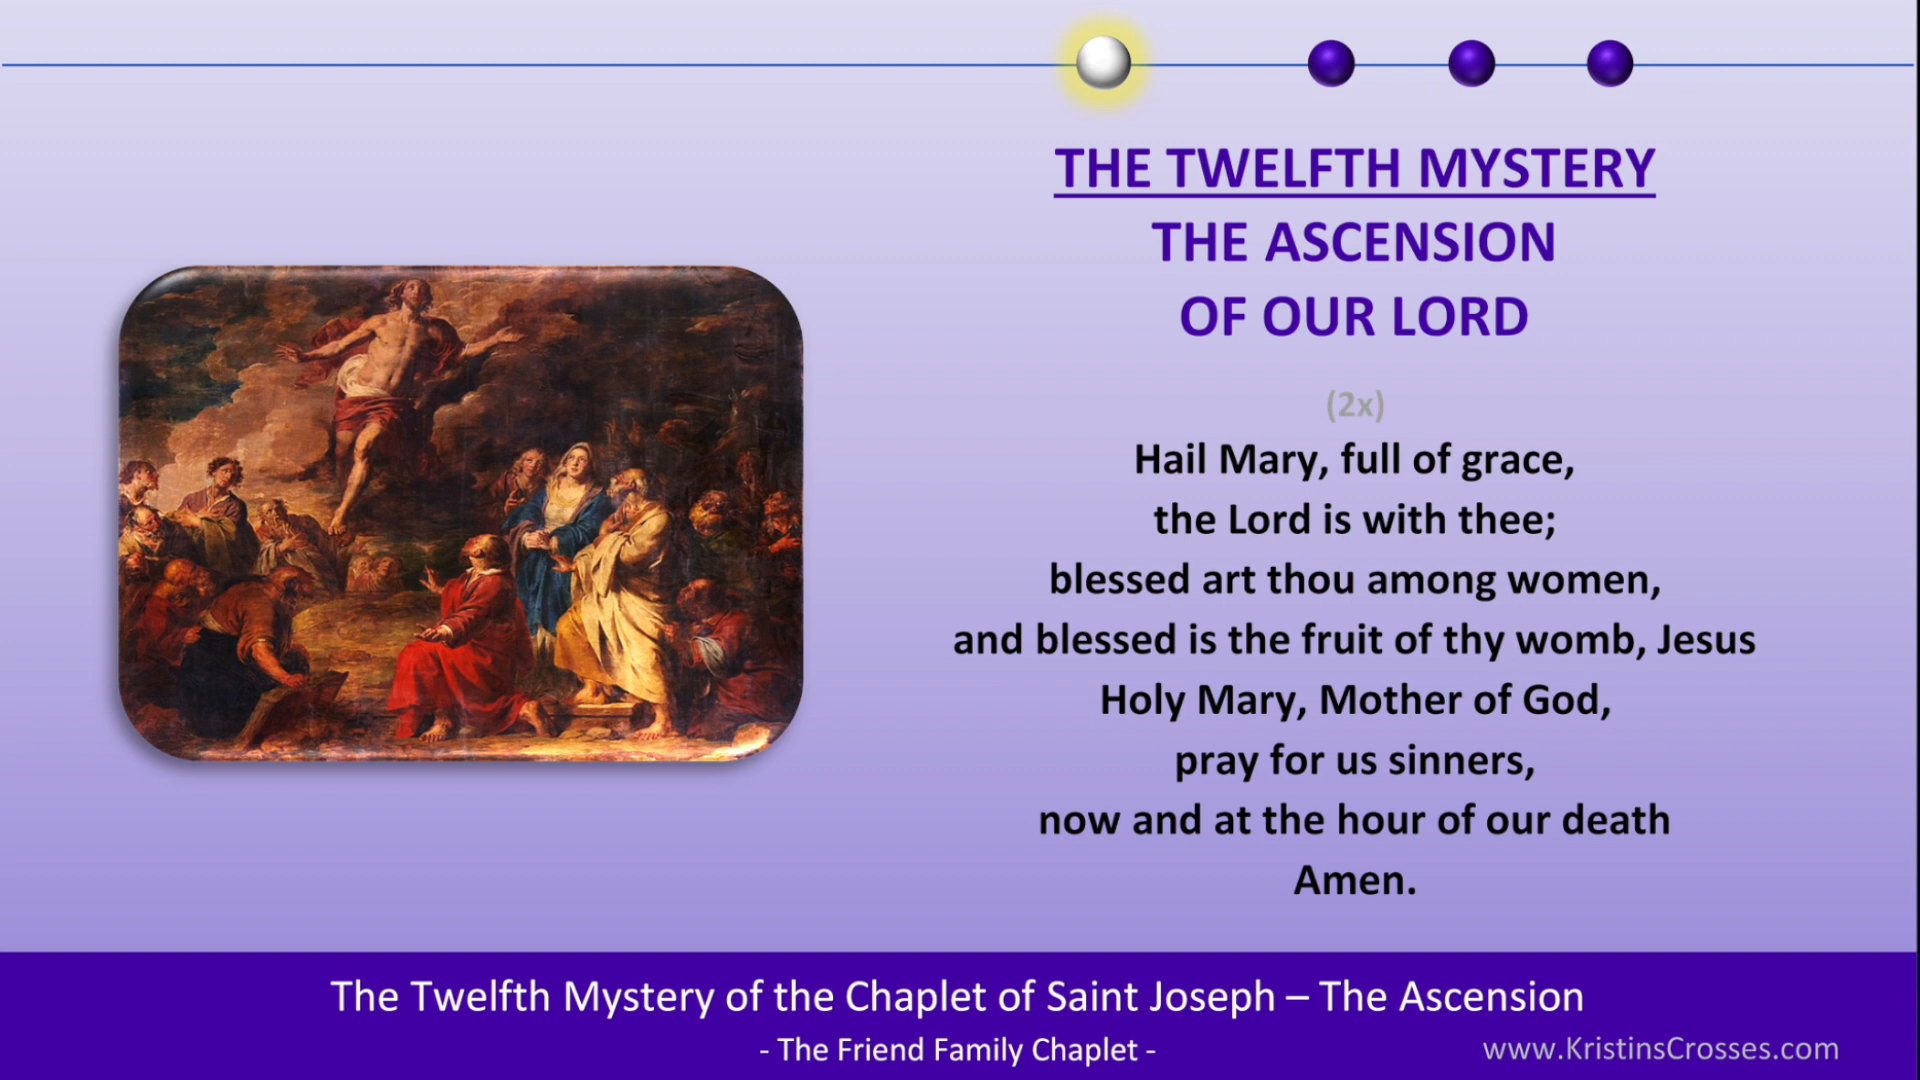 THE TWELFTH MYSTERY
THE ASCENSION
OF OUR LORD
(2x)
Hail Mary, full of grace,
the Lord is with thee;
blessed art thou among women,
and blessed is the fruit of thy womb, Jesus
Holy Mary, Mother of God,
pray for us sinners,
now and at the hour of our death
Amen.
The Twelfth Mystery of the Chaplet of Saint Joseph – The Ascension
- The Friend Family Chaplet -
www.KristinsCrosses.com